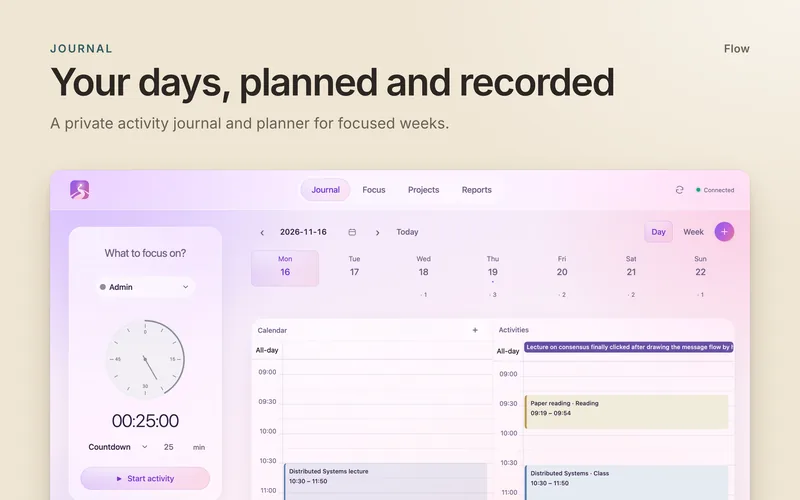 JOURNAL
Flow
Your days, planned and recorded
A private activity journal and planner for focused weeks.
Journal
Focus
Projects
Reports
Connected
What to focus on?
Admin
0
15
30
45
00:25:00
Countdown
25
min
Start activity
2026-11-16
Today
Day
Week
Mon
16
Tue
17
Wed
18
· 1
Thu
19
· 3
Fri
20
· 2
Sat
21
· 2
Sun
22
· 1
Calendar
All-day
09:00
09:30
10:00
10:30
11:00
Distributed Systems lecture
10:30 – 11:50
Activities
All-day
Lecture on consensus finally clicked after drawing the message flow by
09:00
09:30
10:00
10:30
11:00
Paper reading · Reading
09:19 – 09:54
Distributed Systems · Class
10:30 – 11:50